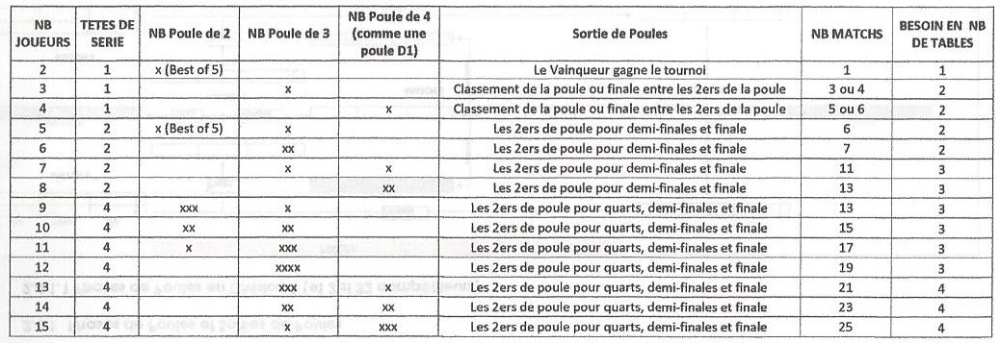 NB JOUEURS | TETES DE SERIE | NB Poule de 2 | NB Poule de 3 | NB Poule de 4 (comme une poule D1) | Sortie de Poules | NB MATCHS | BESOIN EN NB DE TABLES
2 | 1 | x (Best of 5) | | | Le Vainqueur gagne le tournoi | 1 | 1
3 | 1 | | x | | Classement de la poule ou finale entre les 2ers de la poule | 3 ou 4 | 2
4 | 1 | | | x | Classement de la poule ou finale entre les 2ers de la poule | 5 ou 6 | 2
5 | 2 | x (Best of 5) | x | | Les 2ers de poule pour demi-finales et finale | 6 | 2
6 | 2 | | xx | | Les 2ers de poule pour demi-finales et finale | 7 | 2
7 | 2 | | x | x | Les 2ers de poule pour demi-finales et finale | 11 | 3
8 | 2 | | | xx | Les 2ers de poule pour demi-finales et finale | 13 | 3
9 | 4 | xxx | x | | Les 2ers de poule pour quarts, demi-finales et finale | 13 | 3
10 | 4 | xx | xx | | Les 2ers de poule pour quarts, demi-finales et finale | 15 | 3
11 | 4 | x | xxx | | Les 2ers de poule pour quarts, demi-finales et finale | 17 | 3
12 | 4 | | xxxx | | Les 2ers de poule pour quarts, demi-finales et finale | 19 | 3
13 | 4 | | xxx | x | Les 2ers de poule pour quarts, demi-finales et finale | 21 | 4
14 | 4 | | xx | xx | Les 2ers de poule pour quarts, demi-finales et finale | 23 | 4
15 | 4 | | x | xxx | Les 2ers de poule pour quarts, demi-finales et finale | 25 | 4